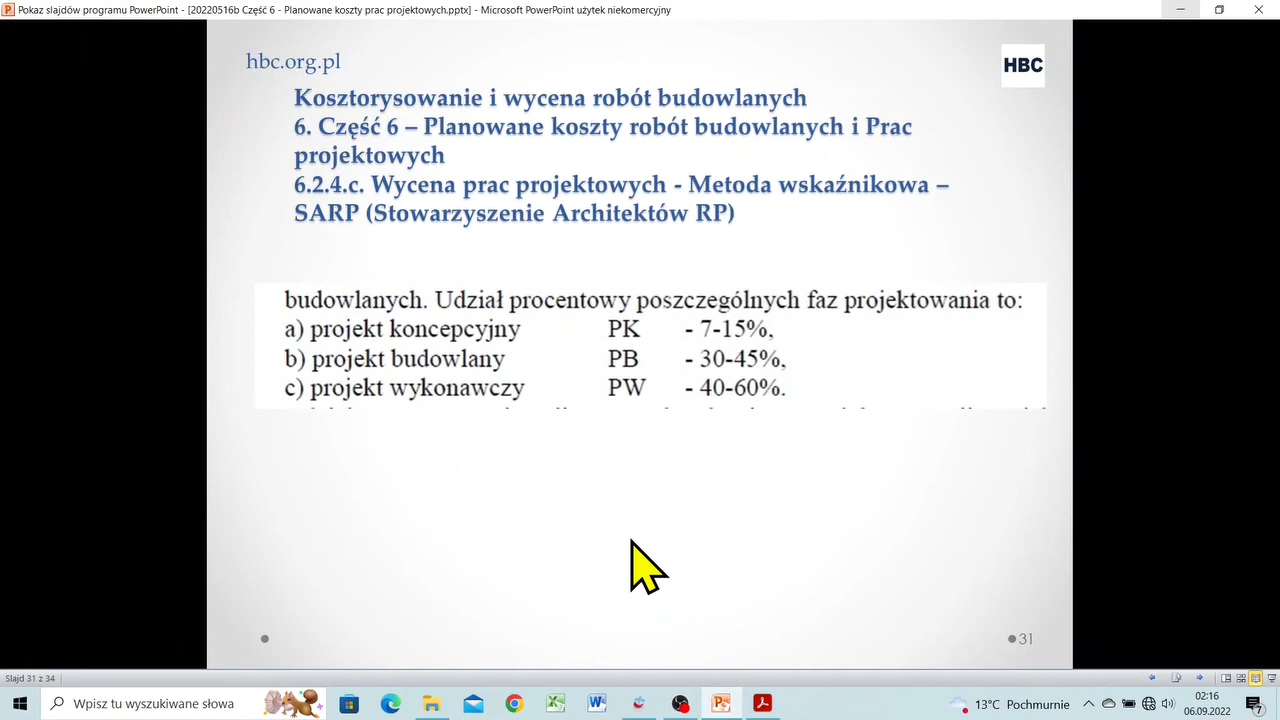 Pokaz slajdów programu PowerPoint - [20220516b Część 6 - Planowane koszty prac projektowych.pptx] - Microsoft PowerPoint użytek niekomercyjny
hbc.org.pl
HBC
Kosztorysowanie i wycena robót budowlanych
6. Część 6 – Planowane koszty robót budowlanych i Prac
projektowych
6.2.4.c. Wycena prac projektowych - Metoda wskaźnikowa –
SARP (Stowarzyszenie Architektów RP)
budowlanych. Udział procentowy poszczególnych faz projektowania to:
a) projekt koncepcyjny PK - 7-15%,
b) projekt budowlany PB - 30-45%,
c) projekt wykonawczy PW - 40-60%.
31
Slajd 31 z 34
Wpisz tu wyszukiwane słowa
13°C Pochmurnie
02:16
06.09.2022
7